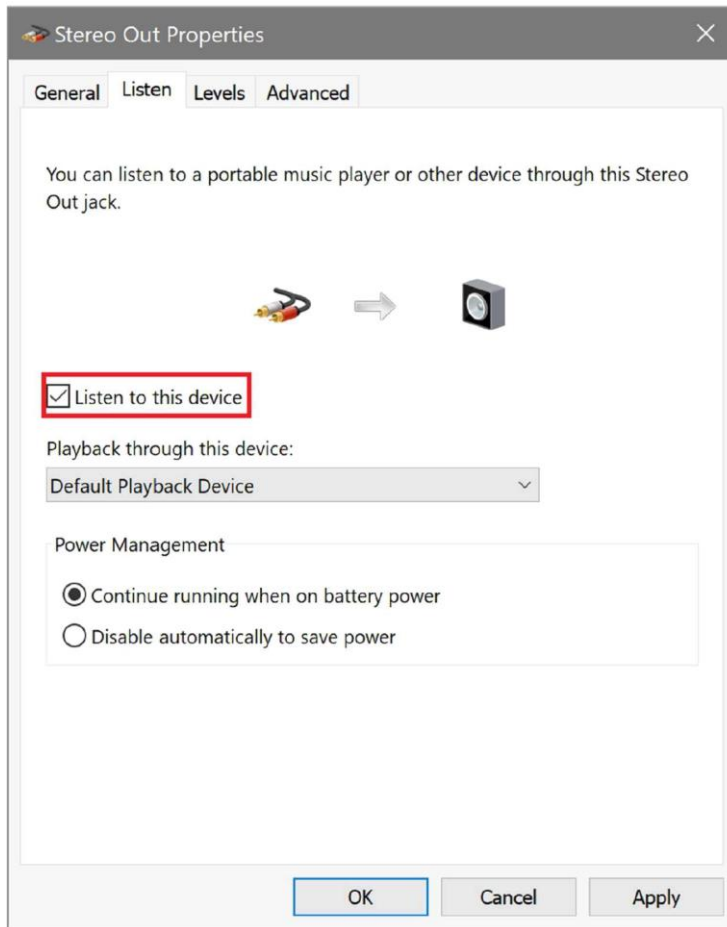 Stereo Out Properties
General Listen Levels Advanced
You can listen to a portable music player or other device through this Stereo
Out jack.
Listen to this device
Playback through this device:
Default Playback Device
Power Management
Continue running when on battery power
Disable automatically to save power
OK Cancel Apply